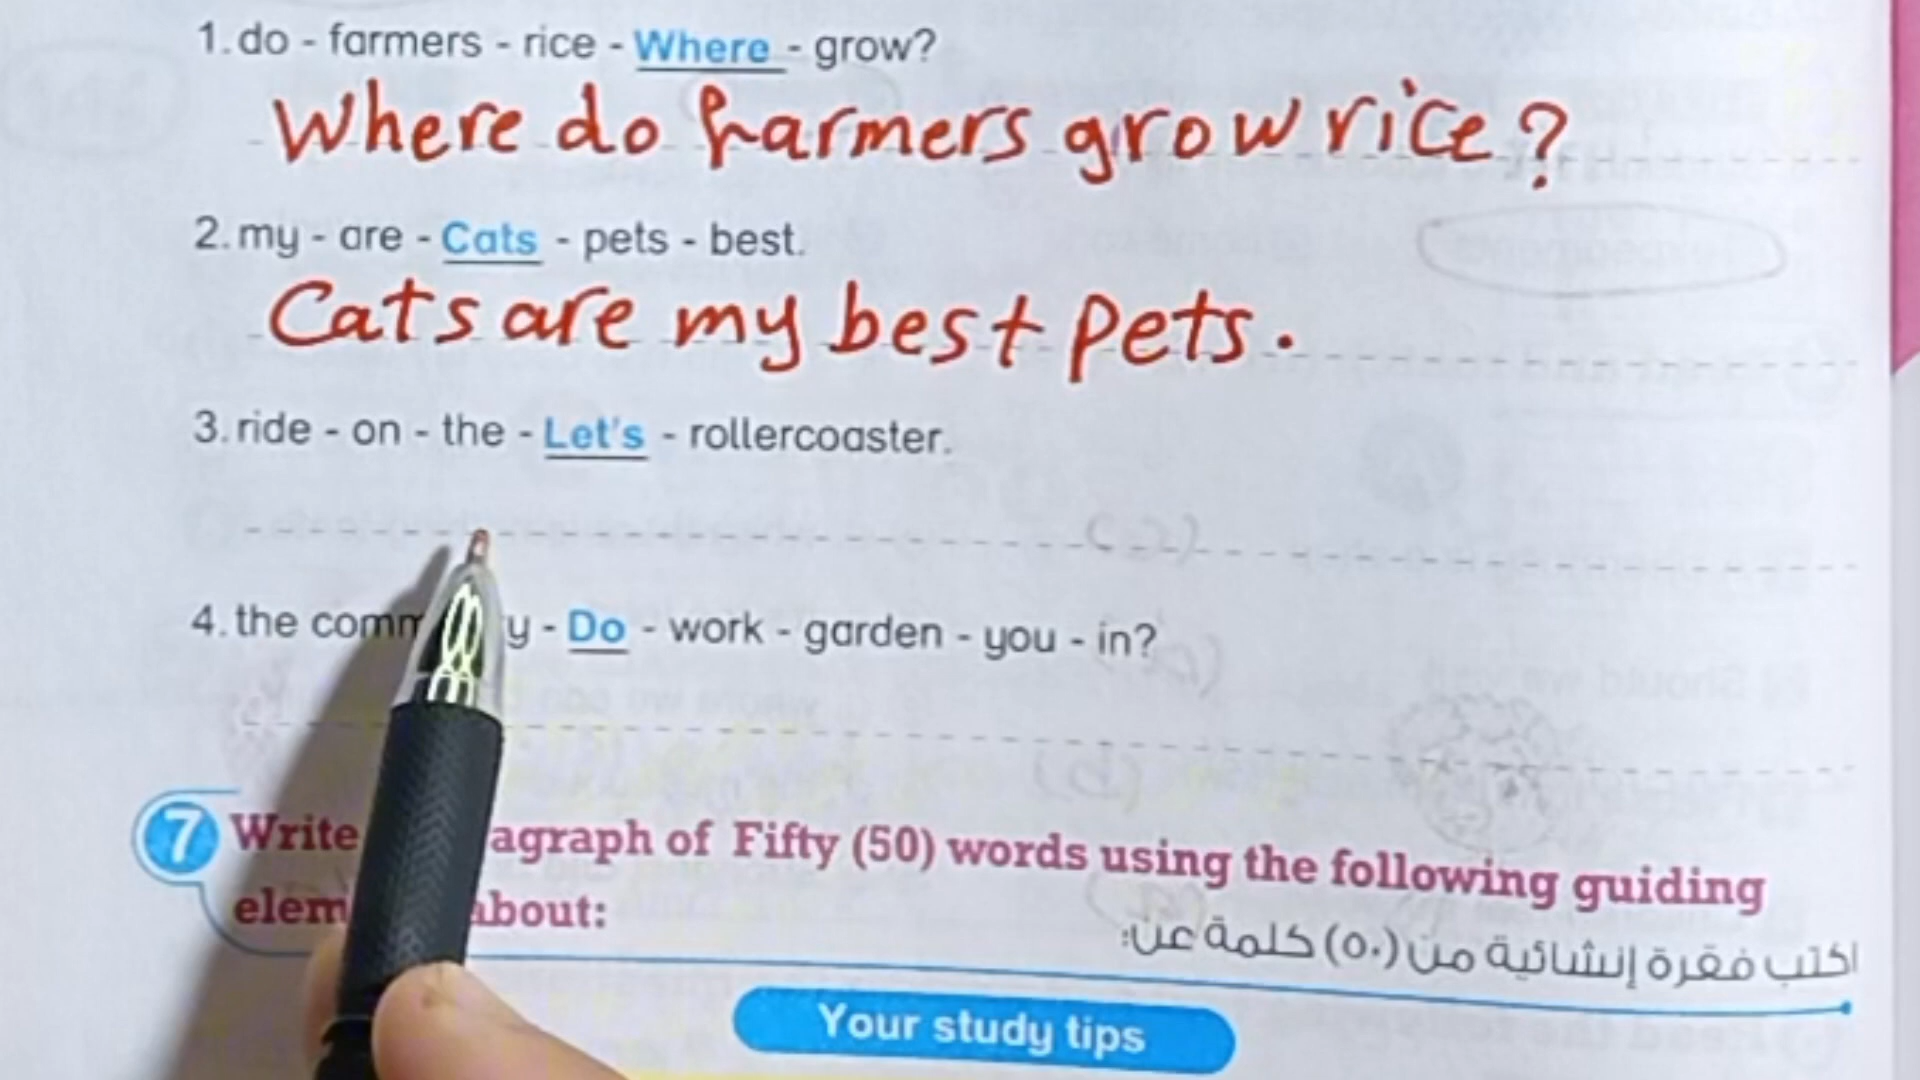 1. do - farmers - rice - Where - grow?
Where do farmers grow rice?
2. my - are - Cats - pets - best.
Cats are my best pets.
3. ride - on - the - Let's - rollercoaster.
4. the comm y - Do - work - garden - you - in?
7 Write agraph of Fifty (50) words using the following guiding
elem about:
اكتب فقرة إنشائية من (٥٠) كلمة عن:
Your study tips